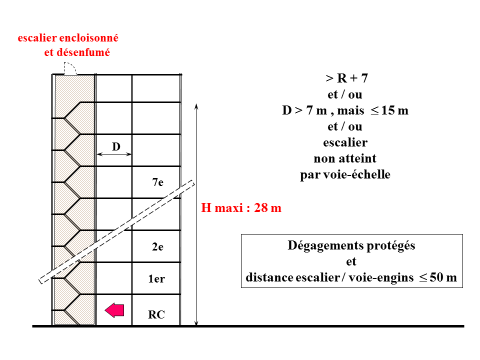 escalier encloisonné
et désenfumé
> R + 7
et / ou
D > 7 m , mais ≤ 15 m
et / ou
escalier
non atteint
par voie-échelle
D
7e
H maxi : 28 m
2e
1er
RC
Dégagements protégés
et
distance escalier / voie-engins ≤ 50 m